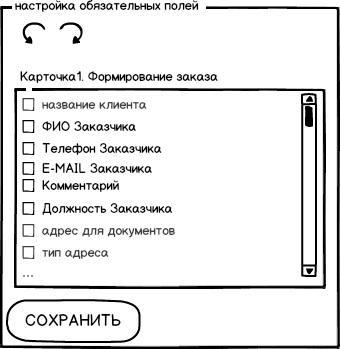 настройка обязательных полей
Карточка1. Формирование заказа
название клиента
ФИО Заказчика
Телефон Заказчика
E-MAIL Заказчика
Комментарий
Должность Заказчика
адрес для документов
тип адреса
...
СОХРАНИТЬ